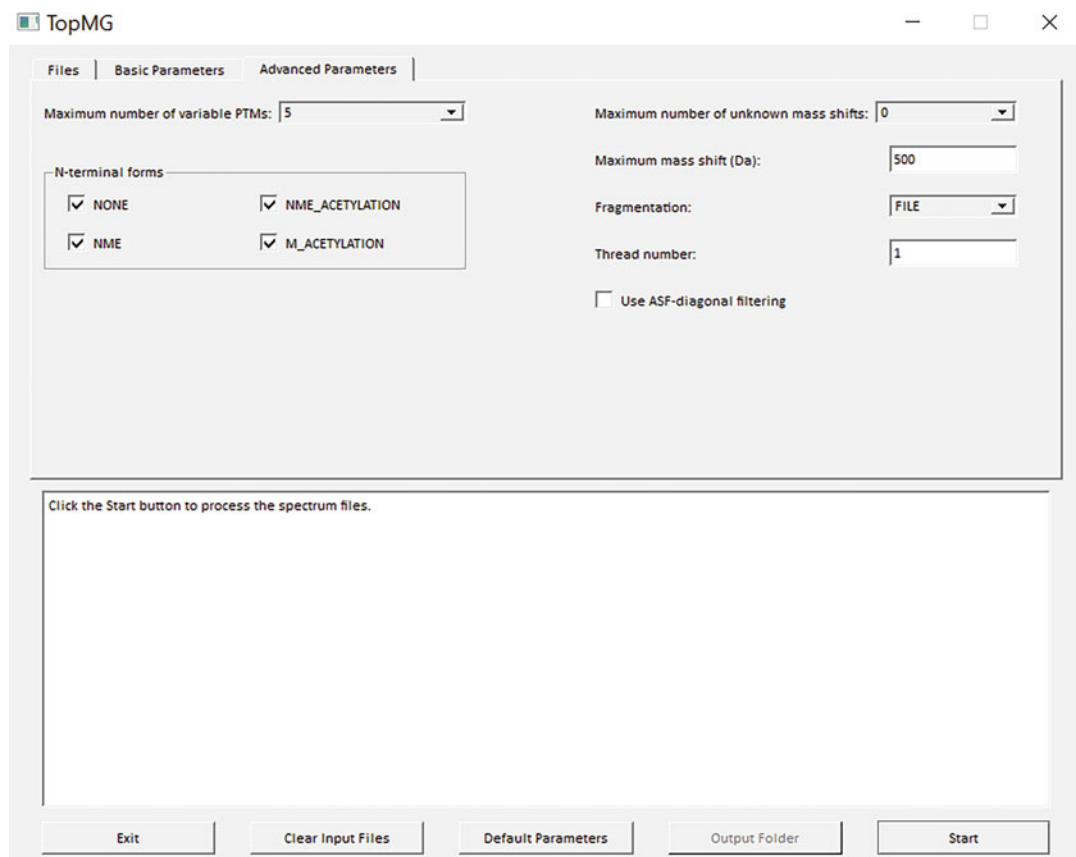 TopMG
Files Basic Parameters Advanced Parameters
Maximum number of variable PTMs: 5
Maximum number of unknown mass shifts: 0
Maximum mass shift (Da): 500
N-terminal forms
NONE NME_ACETYLATION
Fragmentation: FILE
NME M_ACETYLATION
Thread number: 1
Use ASF-diagonal filtering
Click the Start button to process the spectrum files.
Exit Clear Input Files Default Parameters Output Folder Start